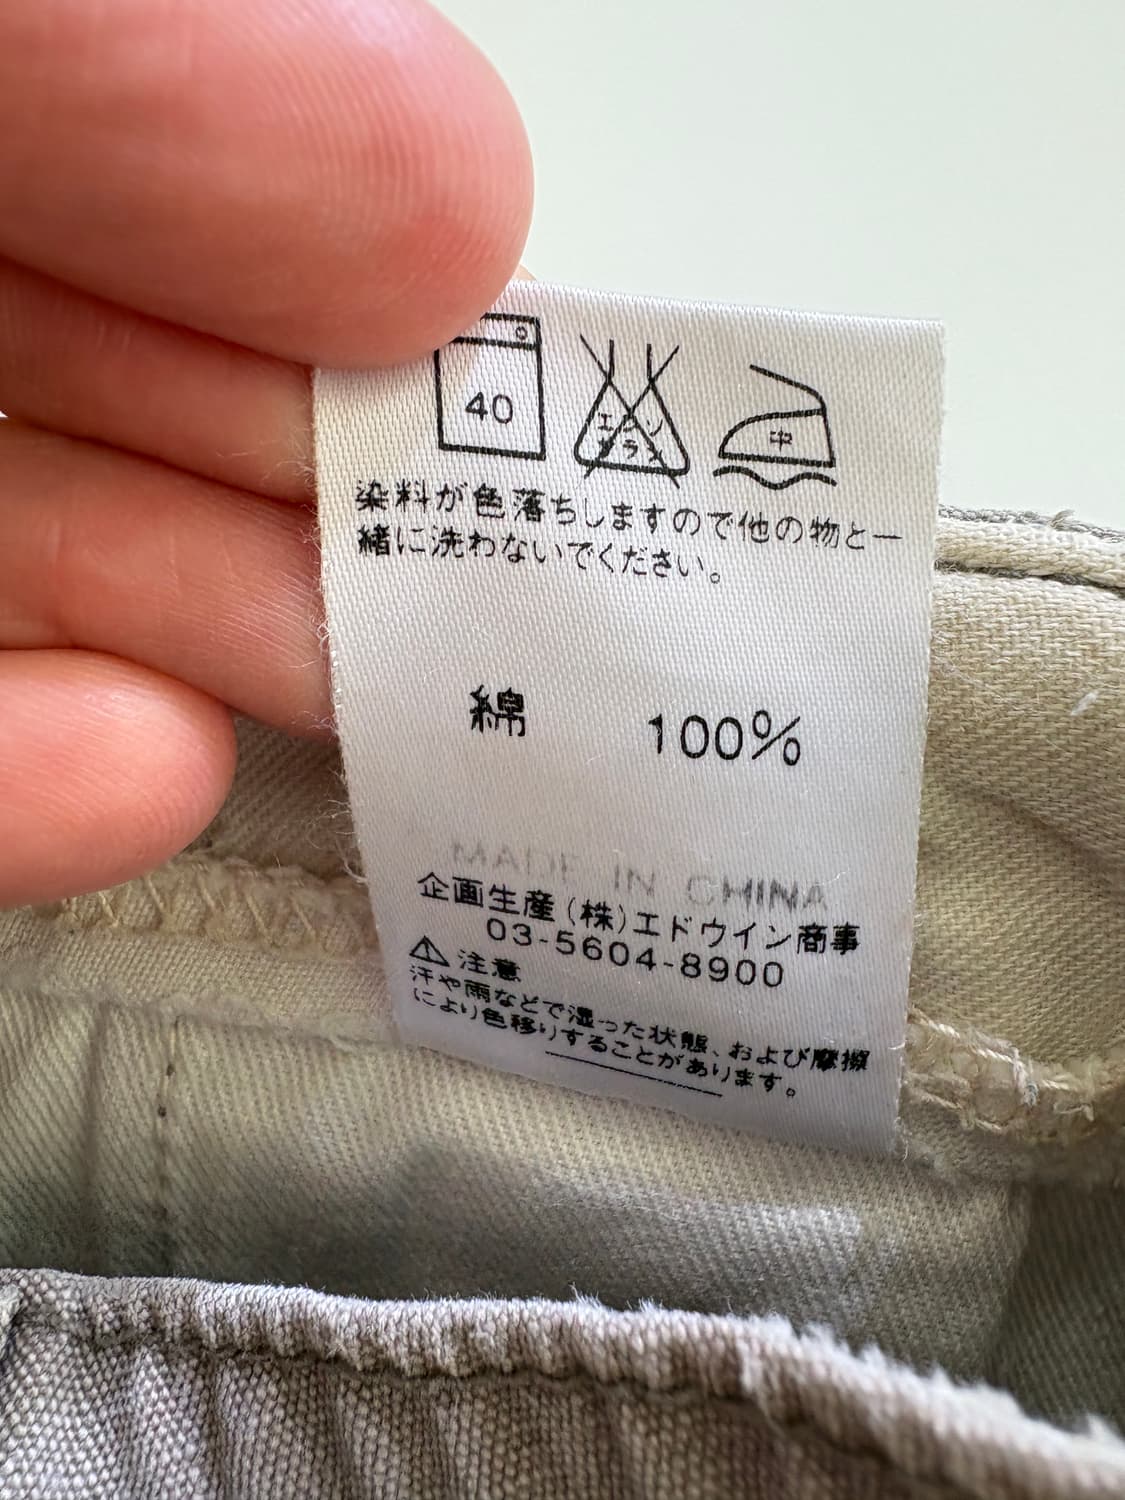 40
エンソ
サラシ
中
染料が色落ちしますので他の物と一
緒に洗わないでください。
綿 100%
MADE IN CHINA
企画生産(株)エドウイン商事
03-5604-8900
注意
汗や雨などで湿った状態、および摩擦
により色移りすることがあります。